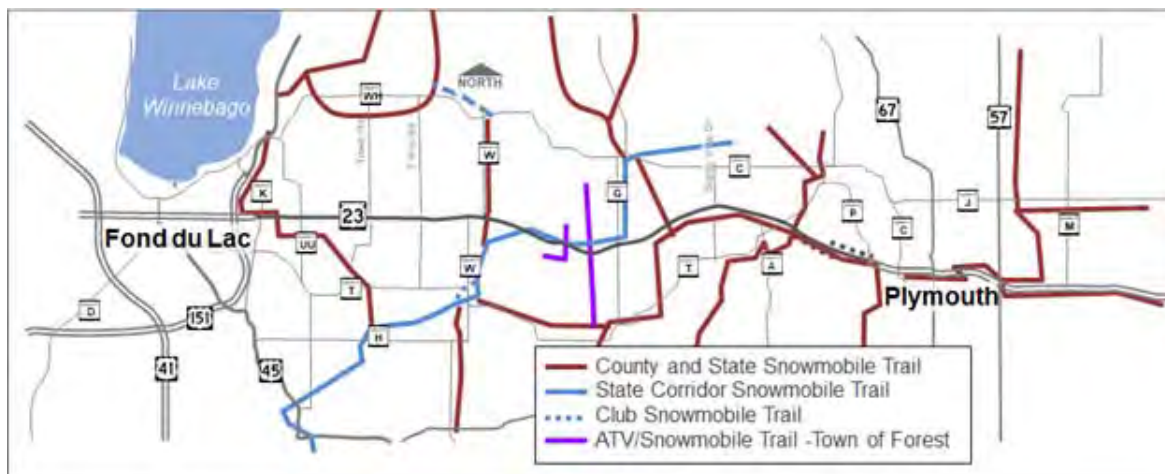 Lake
Winnebago
NORTH
WH
67
57
W
K
G
C
23
P
J
Fond du Lac
UU
C
M
W
T
T
A
Plymouth
D
151
H
41
45
County and State Snowmobile Trail
State Corridor Snowmobile Trail
Club Snowmobile Trail
ATV/Snowmobile Trail -Town of Forest